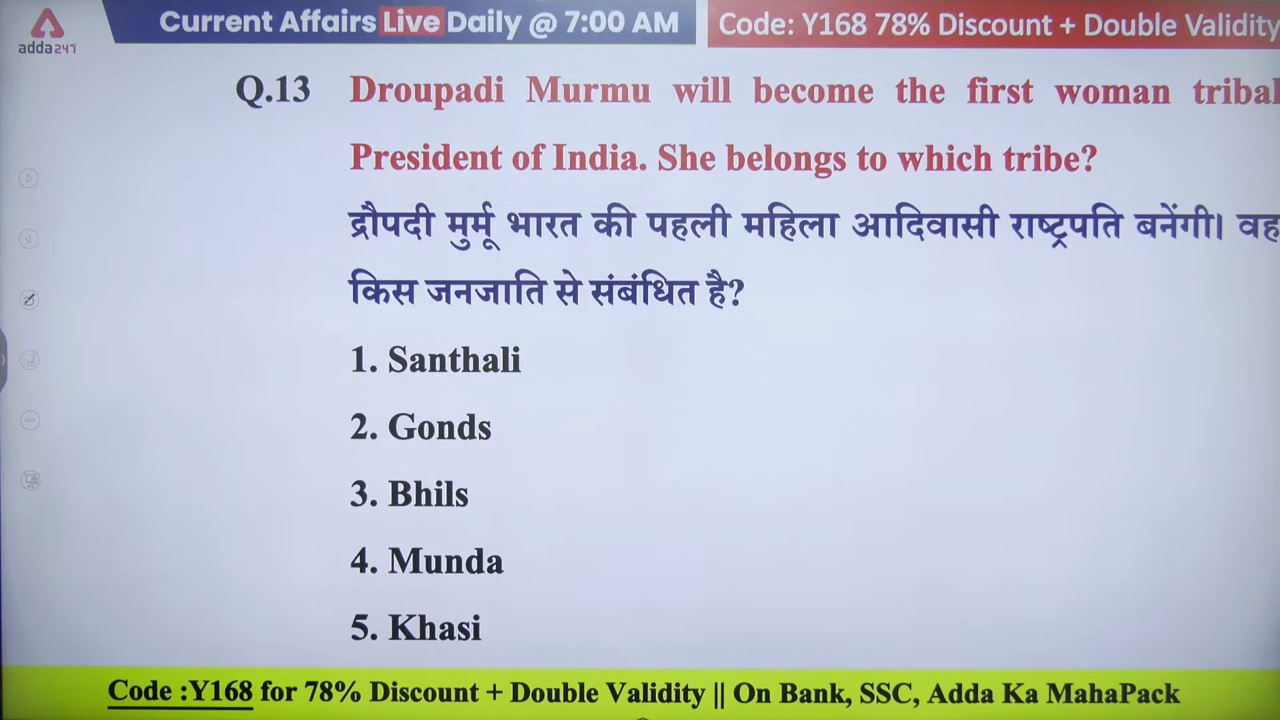 Current Affairs Live Daily @ 7:00 AM
Code: Y168 78% Discount + Double Validity
adda247
Q.13 Droupadi Murmu will become the first woman tribal
President of India. She belongs to which tribe?
द्रौपदी मुर्मू भारत की पहली महिला आदिवासी राष्ट्रपति बनेंगी। वह
किस जनजाति से संबंधित है?
1. Santhali
2. Gonds
3. Bhils
4. Munda
5. Khasi
Code :Y168 for 78% Discount + Double Validity || On Bank, SSC, Adda Ka MahaPack